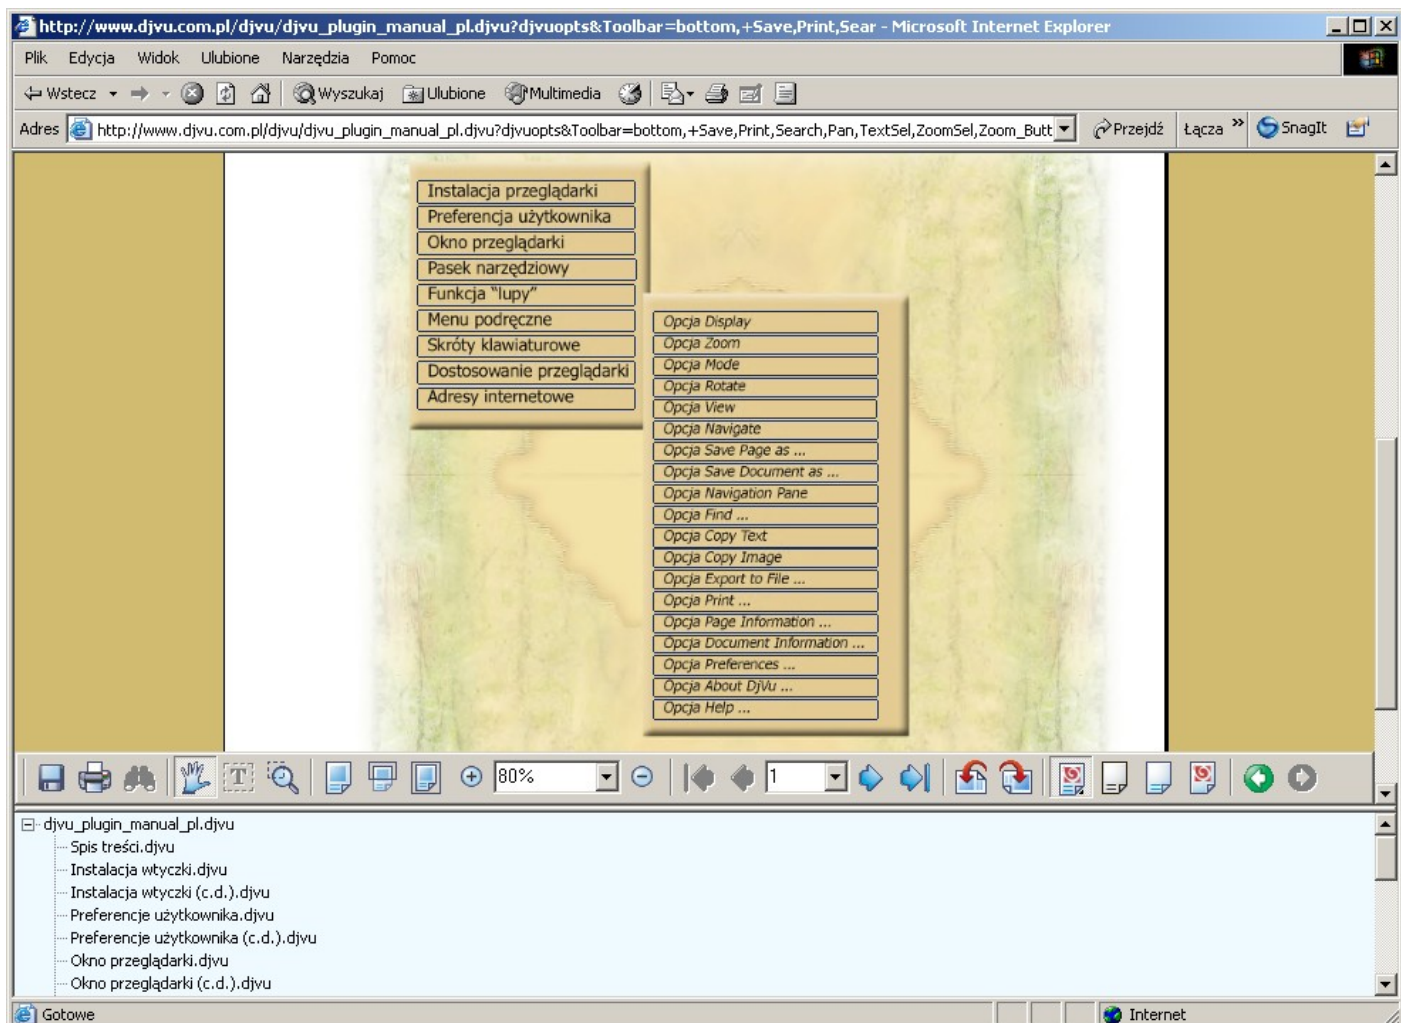 http://www.djvu.com.pl/djvu/djvu_plugin_manual_pl.djvu?djvuopts&Toolbar=bottom,+Save,Print,Sear - Microsoft Internet Explorer
Plik Edycja Widok Ulubione Narzędzia Pomoc
Wstecz Wyszukaj Ulubione Multimedia
Adres http://www.djvu.com.pl/djvu/djvu_plugin_manual_pl.djvu?djvuopts&Toolbar=bottom,+Save,Print,Search,Pan,TextSel,ZoomSel,Zoom_Butt Przejdź Łącza » SnagIt
Instalacja przeglądarki
Preferencja użytkownika
Okno przeglądarki
Pasek narzędziowy
Funkcja “lupy”
Menu podręczne
Skróty klawiaturowe
Dostosowanie przeglądarki
Adresy internetowe
Opcja Display
Opcja Zoom
Opcja Mode
Opcja Rotate
Opcja View
Opcja Navigate
Opcja Save Page as ...
Opcja Save Document as ...
Opcja Navigation Pane
Opcja Find ...
Opcja Copy Text
Opcja Copy Image
Opcja Export to File ...
Opcja Print ...
Opcja Page Information ...
Opcja Document Information ...
Opcja Preferences ...
Opcja About DjVu ...
Opcja Help ...
T 80% 1
djvu_plugin_manual_pl.djvu
Spis treści.djvu
Instalacja wtyczki.djvu
Instalacja wtyczki (c.d.).djvu
Preferencje użytkownika.djvu
Preferencje użytkownika (c.d.).djvu
Okno przeglądarki.djvu
Okno przeglądarki (c.d.).djvu
Gotowe Internet